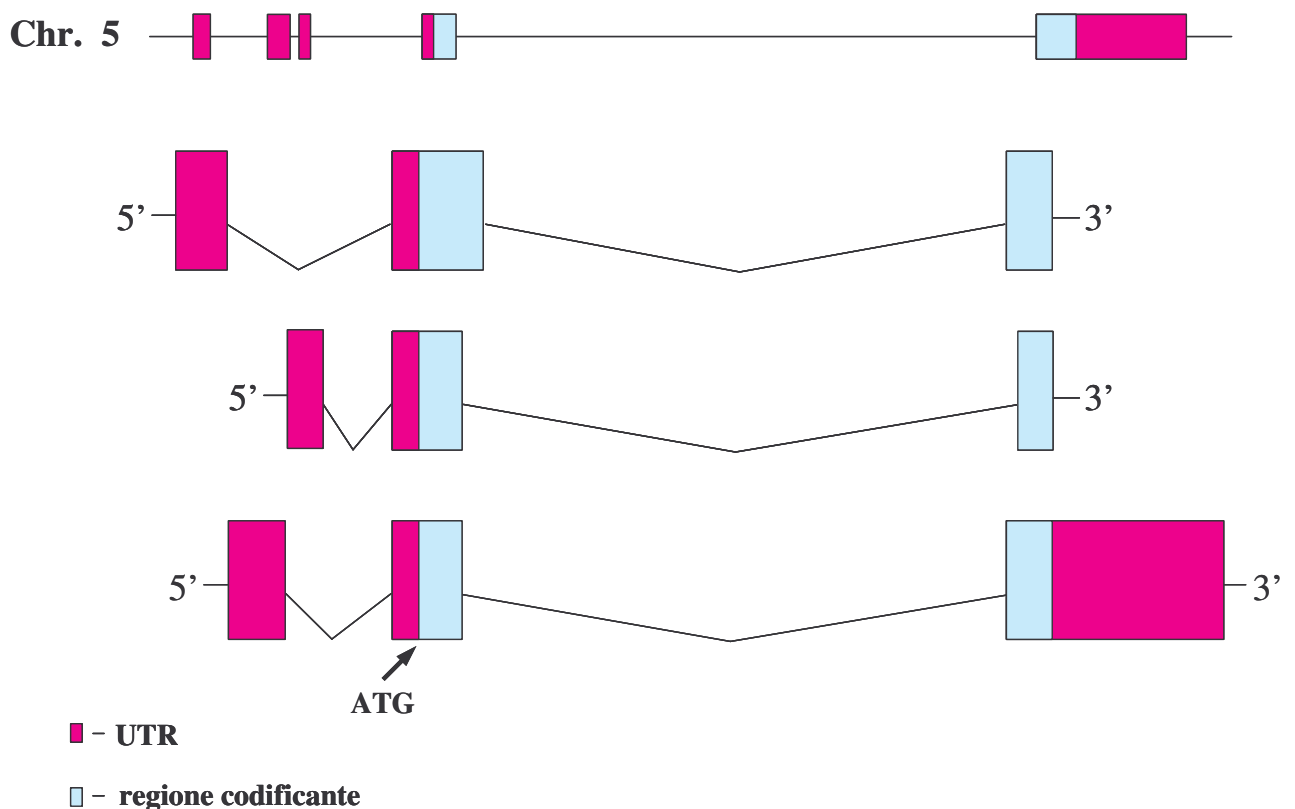 Chr. 5
5’ 3’
5’ 3’
5’ 3’
ATG
– UTR
– regione codificante